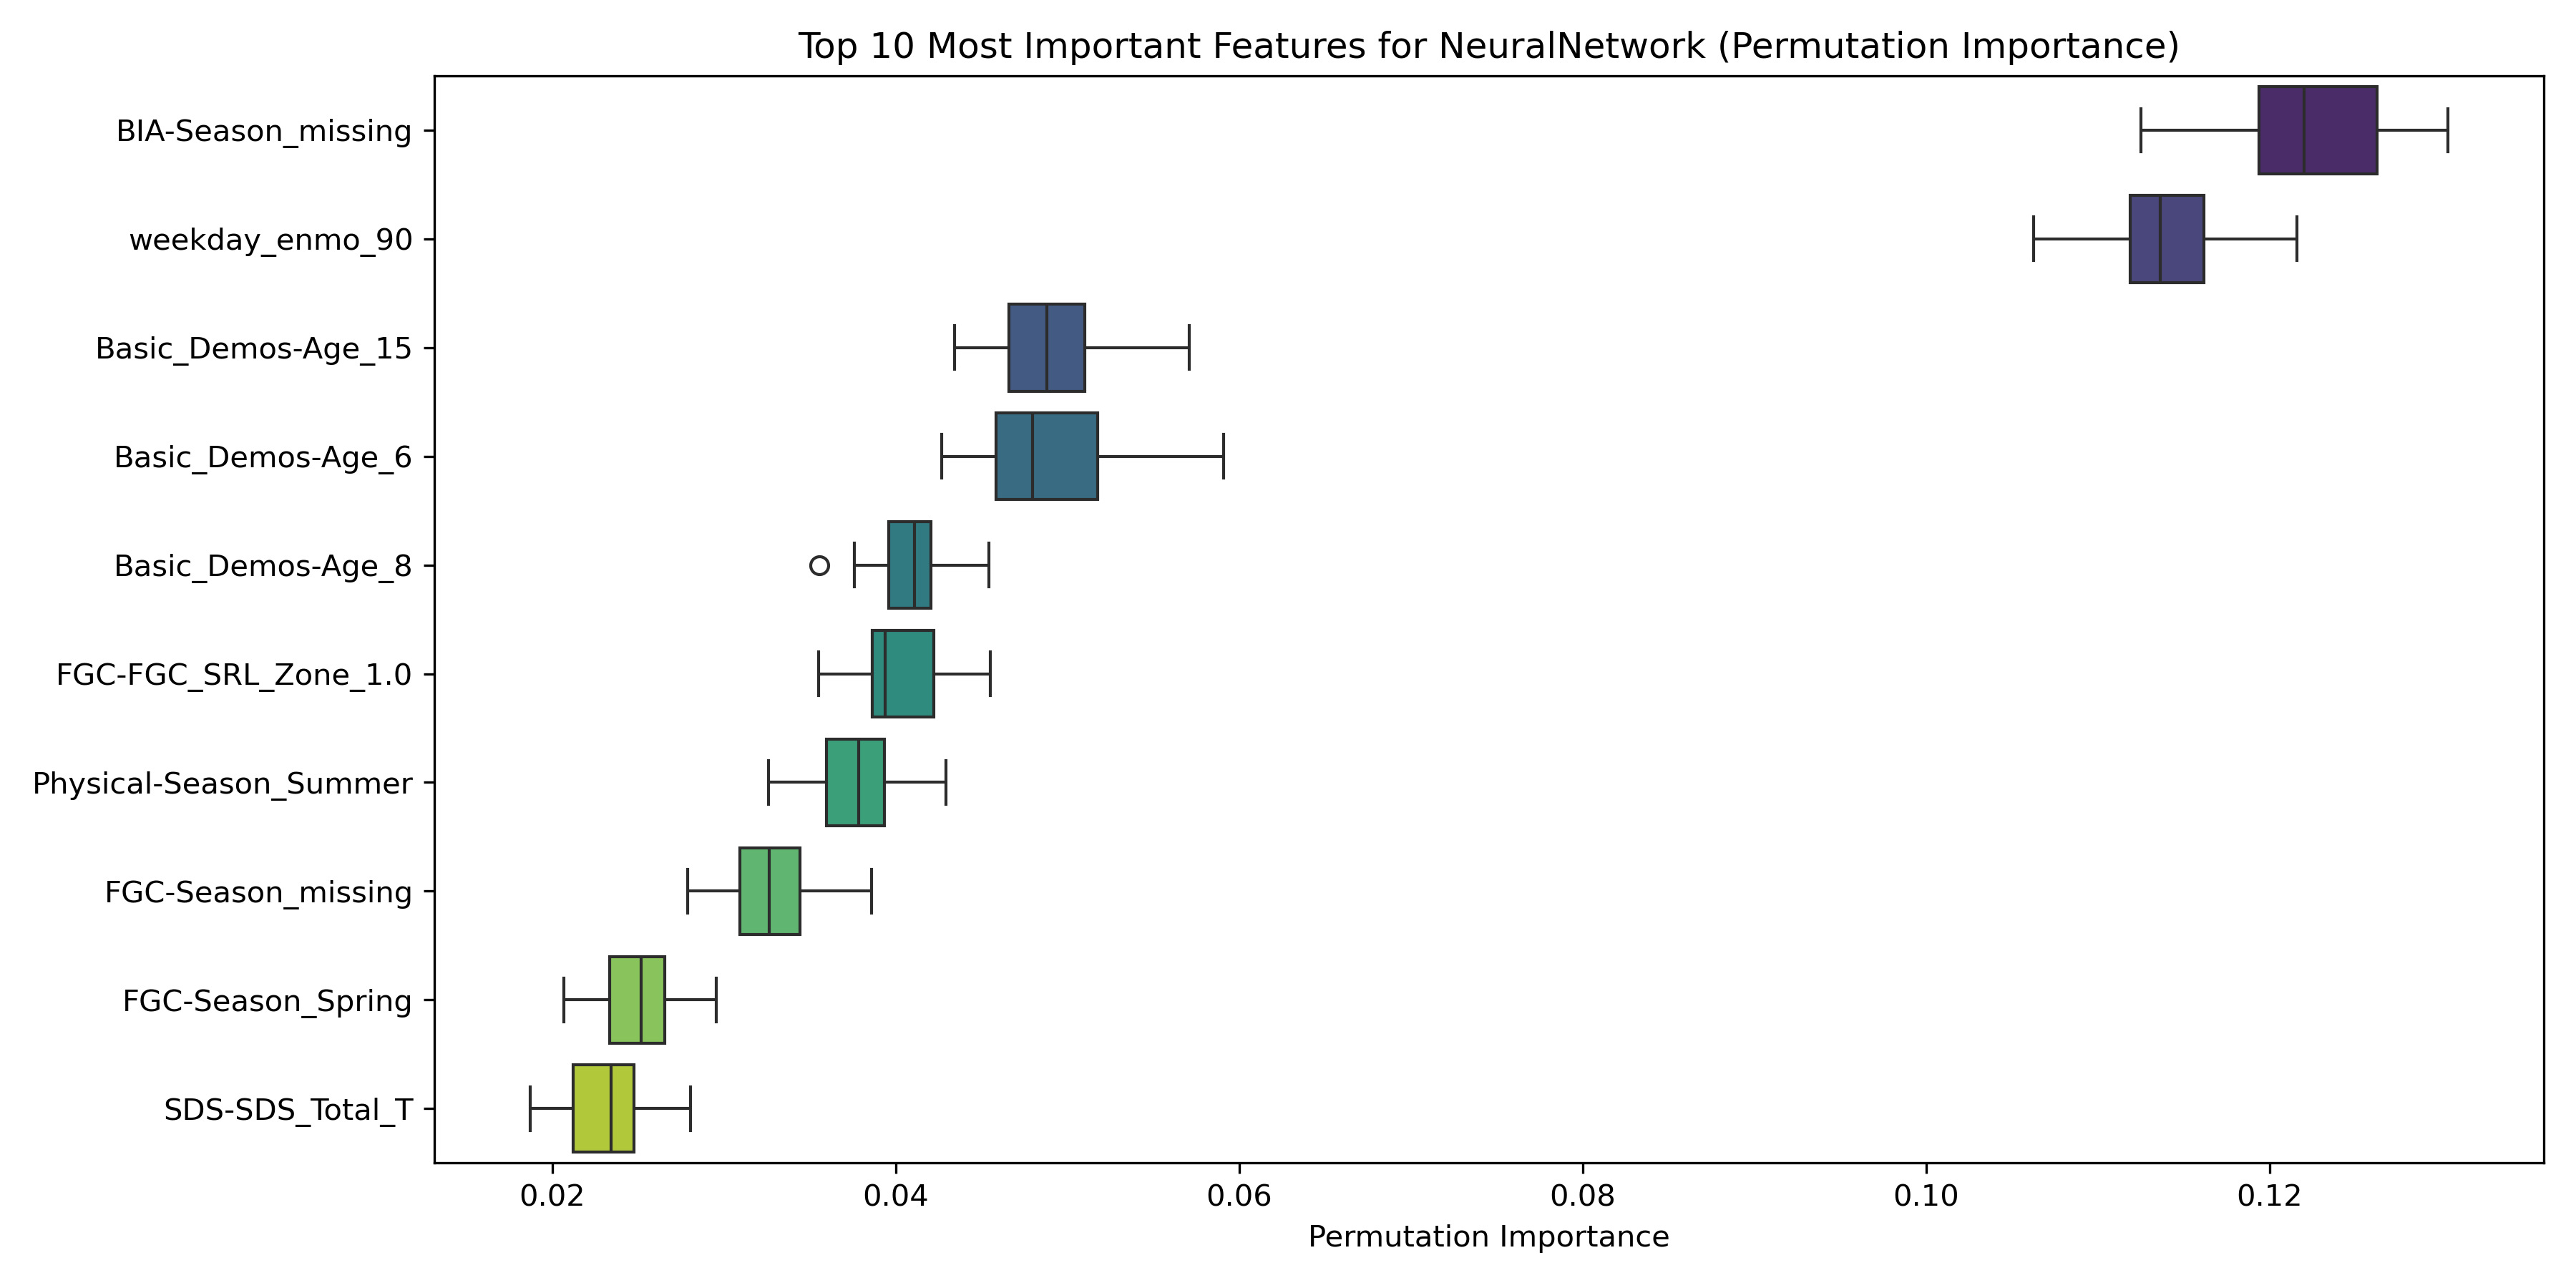 Top 10 Most Important Features for NeuralNetwork (Permutation Importance)
BIA-Season_missing
weekday_enmo_90
Basic_Demos-Age_15
Basic_Demos-Age_6
Basic_Demos-Age_8
FGC-FGC_SRL_Zone_1.0
Physical-Season_Summer
FGC-Season_missing
FGC-Season_Spring
SDS-SDS_Total_T
0.02 0.04 0.06 0.08 0.10 0.12
Permutation Importance